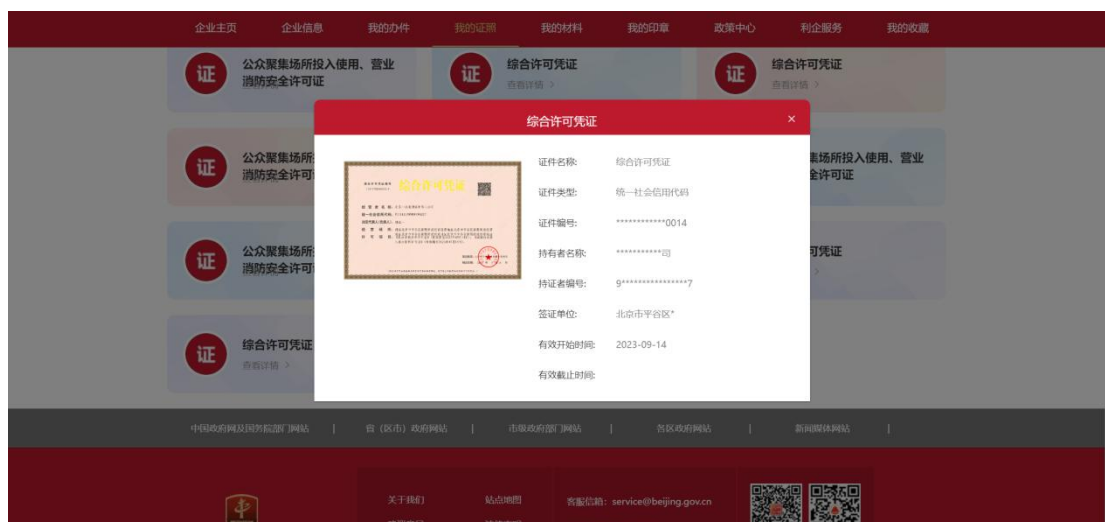 企业主页 企业信息 我的办件 我的证照 我的材料 我的印章 政策中心 利企服务 我的收藏
证 公众聚集场所投入使用、营业
消防安全许可证
证 综合许可凭证
查看详情 >
证 综合许可凭证
查看详情 >
综合许可凭证 ×
证 公众聚集场所
消防安全许可
集场所投入使用、营业
全许可证
综合许可凭证
证件名称: 综合许可凭证
证件类型: 统一社会信用代码
证件编号: ************0014
持有者名称: ***********司
持证者编号: 9****************7
签证单位: 北京市平谷区*
有效开始时间: 2023-09-14
有效截止时间:
证 公众聚集场所
消防安全许可
可凭证
证 综合许可凭证
查看详情 >
中国政府网及国务院部门网站 | 省（区市）政府网站 | 市级政府部门网站 | 各区政府网站 | 新闻媒体网站 |
关于我们 站点地图 客服信箱：service@beijing.gov.cn